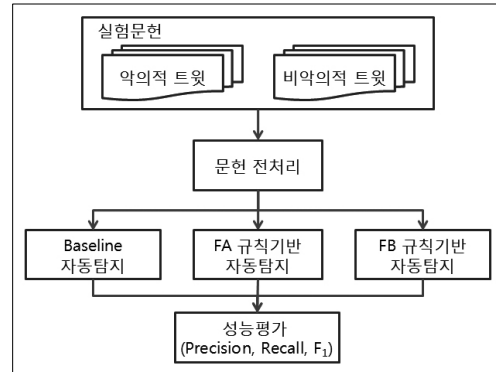 실험문헌
악의적 트윗
비악의적 트윗
문헌 전처리
Baseline
자동탐지
FA 규칙기반
자동탐지
FB 규칙기반
자동탐지
성능평가
(Precision, Recall, F₁)